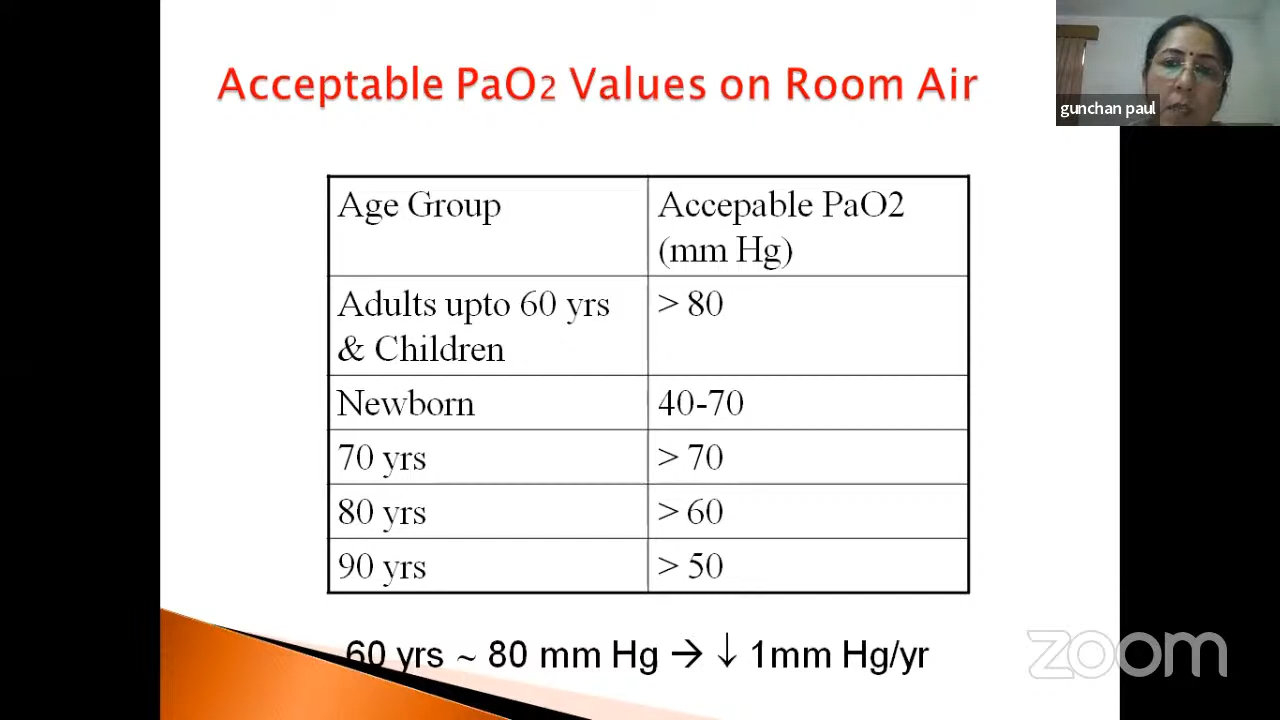 Acceptable PaO2 Values on Room Air
gunchan paul
Age Group
Accepable PaO2
(mm Hg)
Adults upto 60 yrs
& Children
> 80
Newborn
40-70
70 yrs
> 70
80 yrs
> 60
90 yrs
> 50
60 yrs ~ 80 mm Hg → ↓ 1mm Hg/yr
zoom